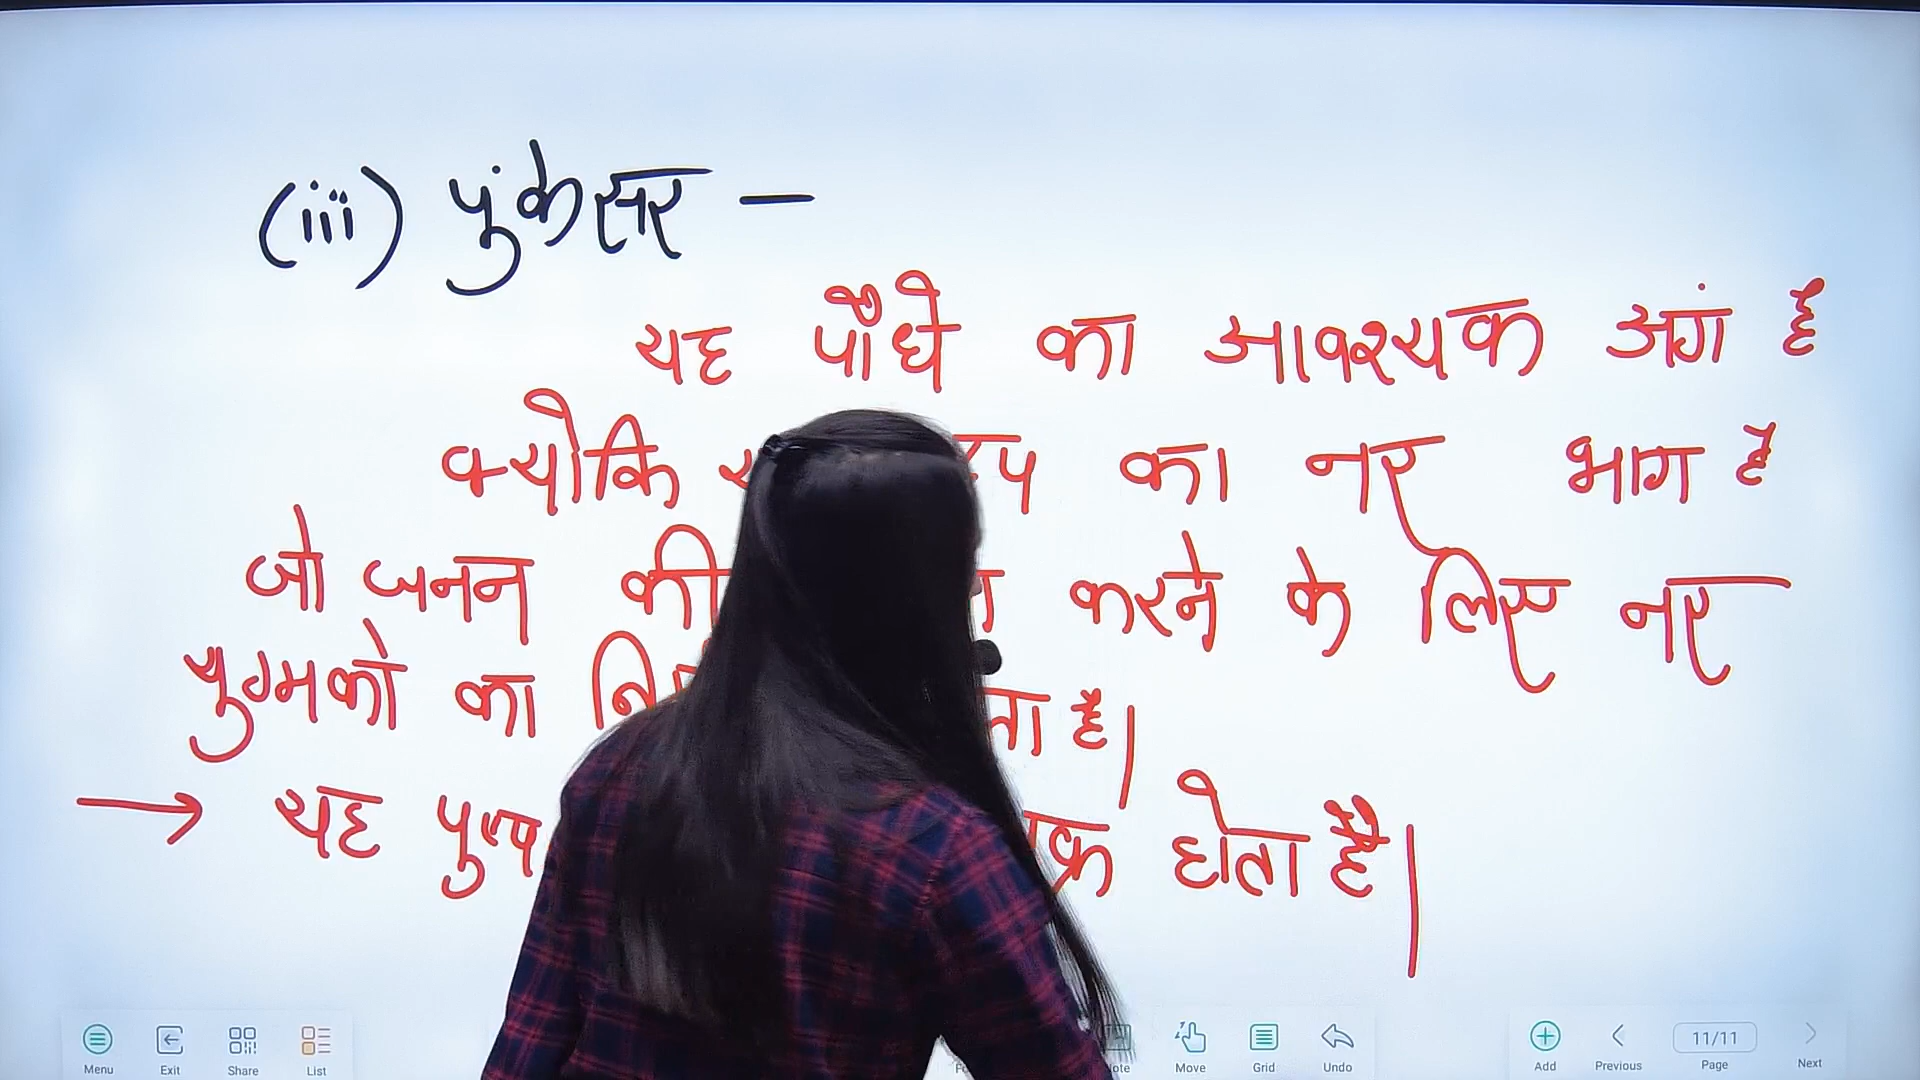 (iii) पुंकेसर —
यह पौधे का आवश्यक अगं है
क्योकि का नर भाग है
जो जनन की करने के लिए नर
युग्मको का है।
→ यह पुष्प होता है।
Menu Exit Share List Move Grid Undo Add Previous 11/11 Page Next